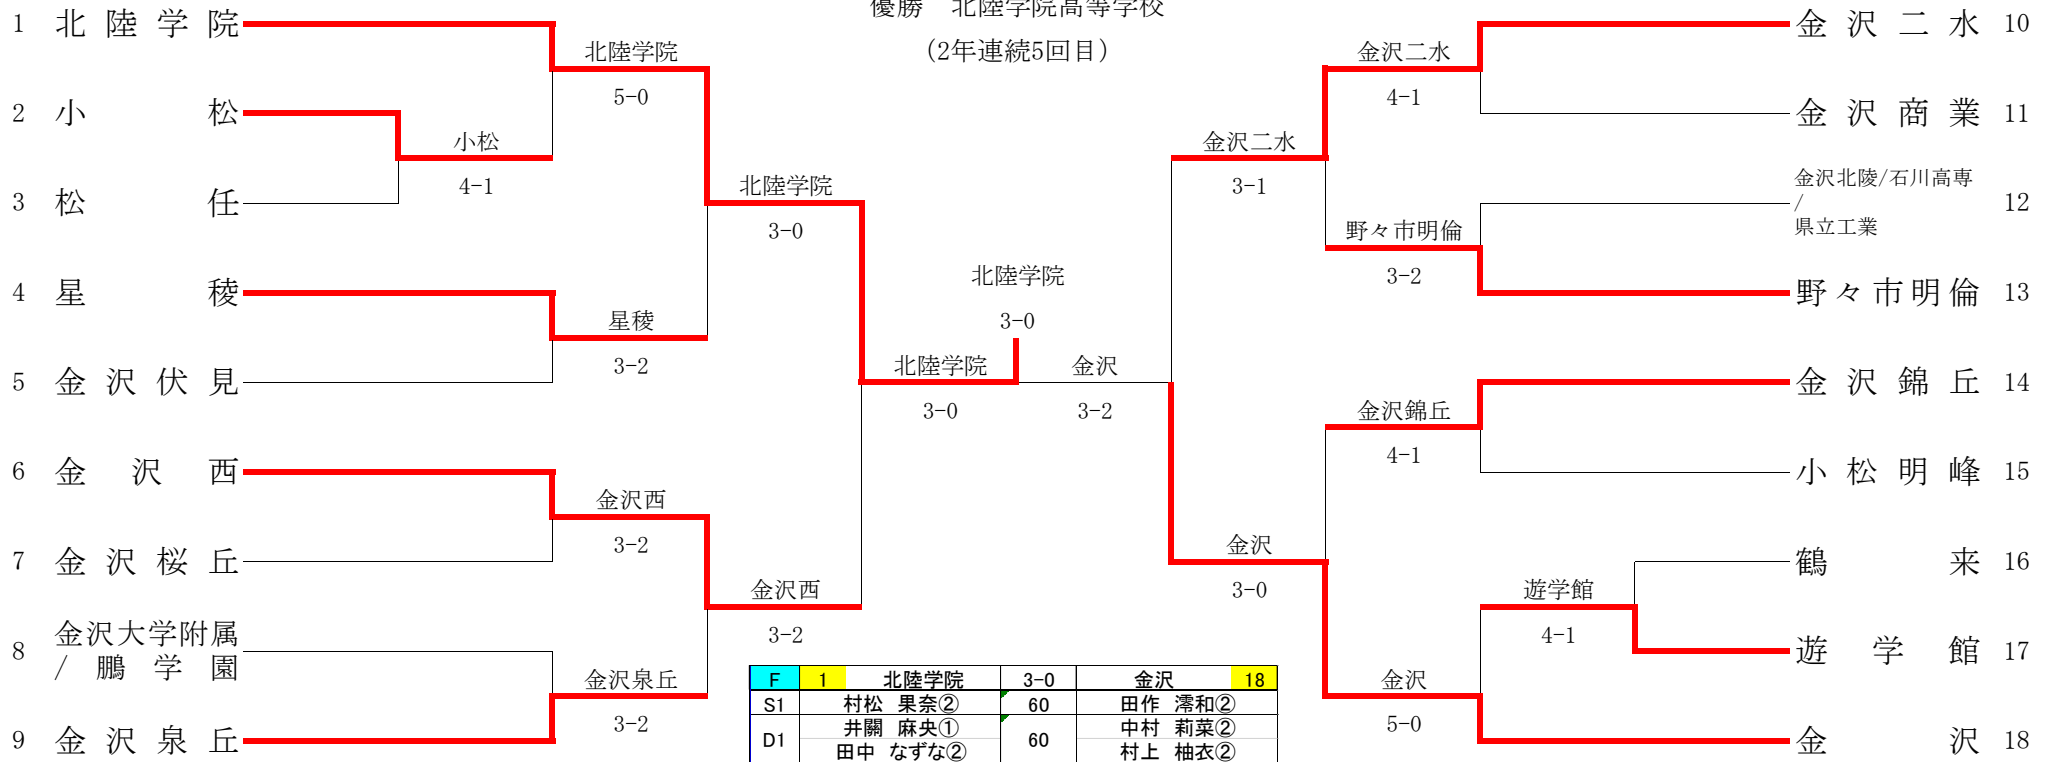 優勝　北陸学院高等学校
（2年連続5回目）
1 北陸学院
2 小松
3 松任
4 星稜
5 金沢伏見
6 金沢西
7 金沢桜丘
8 金沢大学附属
/ 鵬学園
9 金沢泉丘
小松
4-1
北陸学院
5-0
星稜
3-2
金沢西
3-2
金沢泉丘
3-2
北陸学院
3-0
金沢西
3-2
北陸学院
3-0
北陸学院
3-0
金沢
3-2
金沢二水
3-1
金沢
3-0
金沢二水
4-1
野々市明倫
3-2
金沢錦丘
4-1
遊学館
4-1
金沢
5-0
金沢二水 10
金沢商業 11
金沢北陵/石川高専
/
県立工業
12
野々市明倫 13
金沢錦丘 14
小松明峰 15
鶴来 16
遊学館 17
金沢 18
F 1 北陸学院 3-0 金沢 18
S1 村松 果奈② 60 田作 澪和②
D1 井關 麻央① 60 中村 莉菜②
田中 なずな② 村上 柚衣②